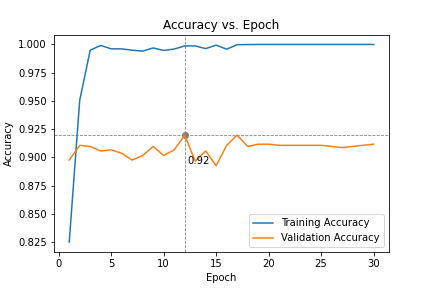 Accuracy vs. Epoch
1.000
0.975
0.950
0.925
0.900
0.875
0.850
0.825
Accuracy
0.92
Training Accuracy
Validation Accuracy
0 5 10 15 20 25 30
Epoch